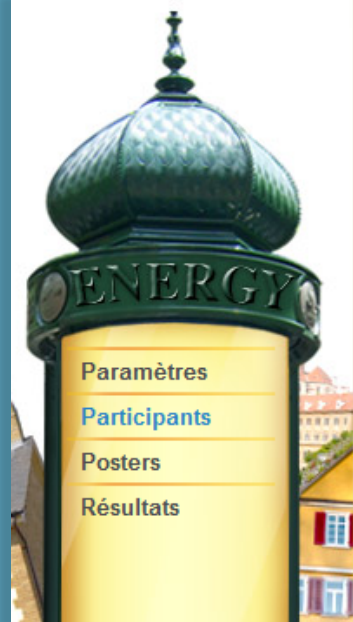 ENERGY
Paramètres
Participants
Posters
Résultats